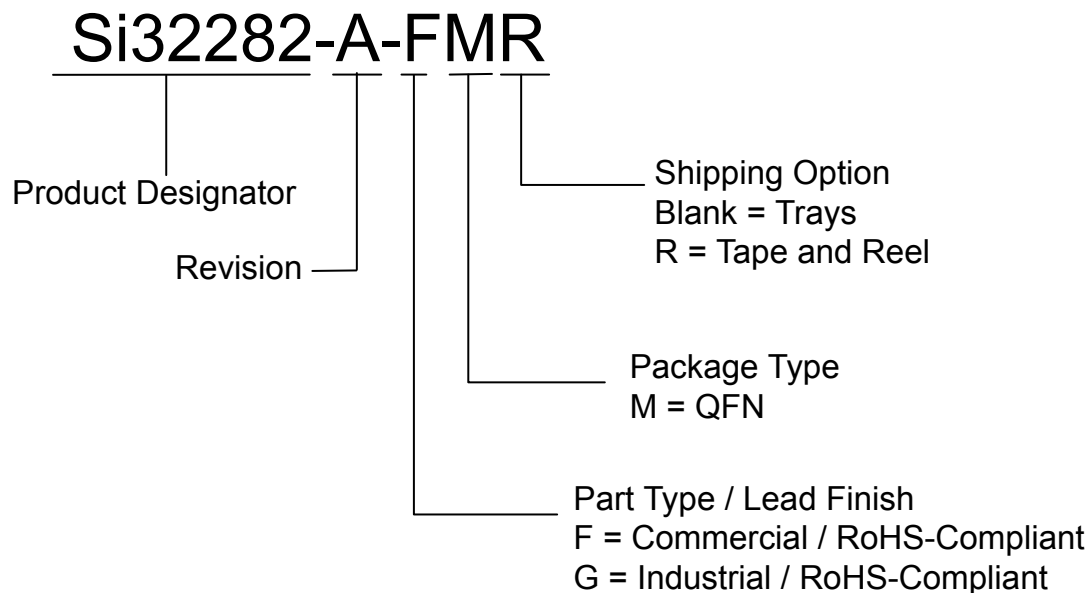 Si32282-A-FMR
Product Designator
Revision
Shipping Option
Blank = Trays
R = Tape and Reel
Package Type
M = QFN
Part Type / Lead Finish
F = Commercial / RoHS-Compliant
G = Industrial / RoHS-Compliant